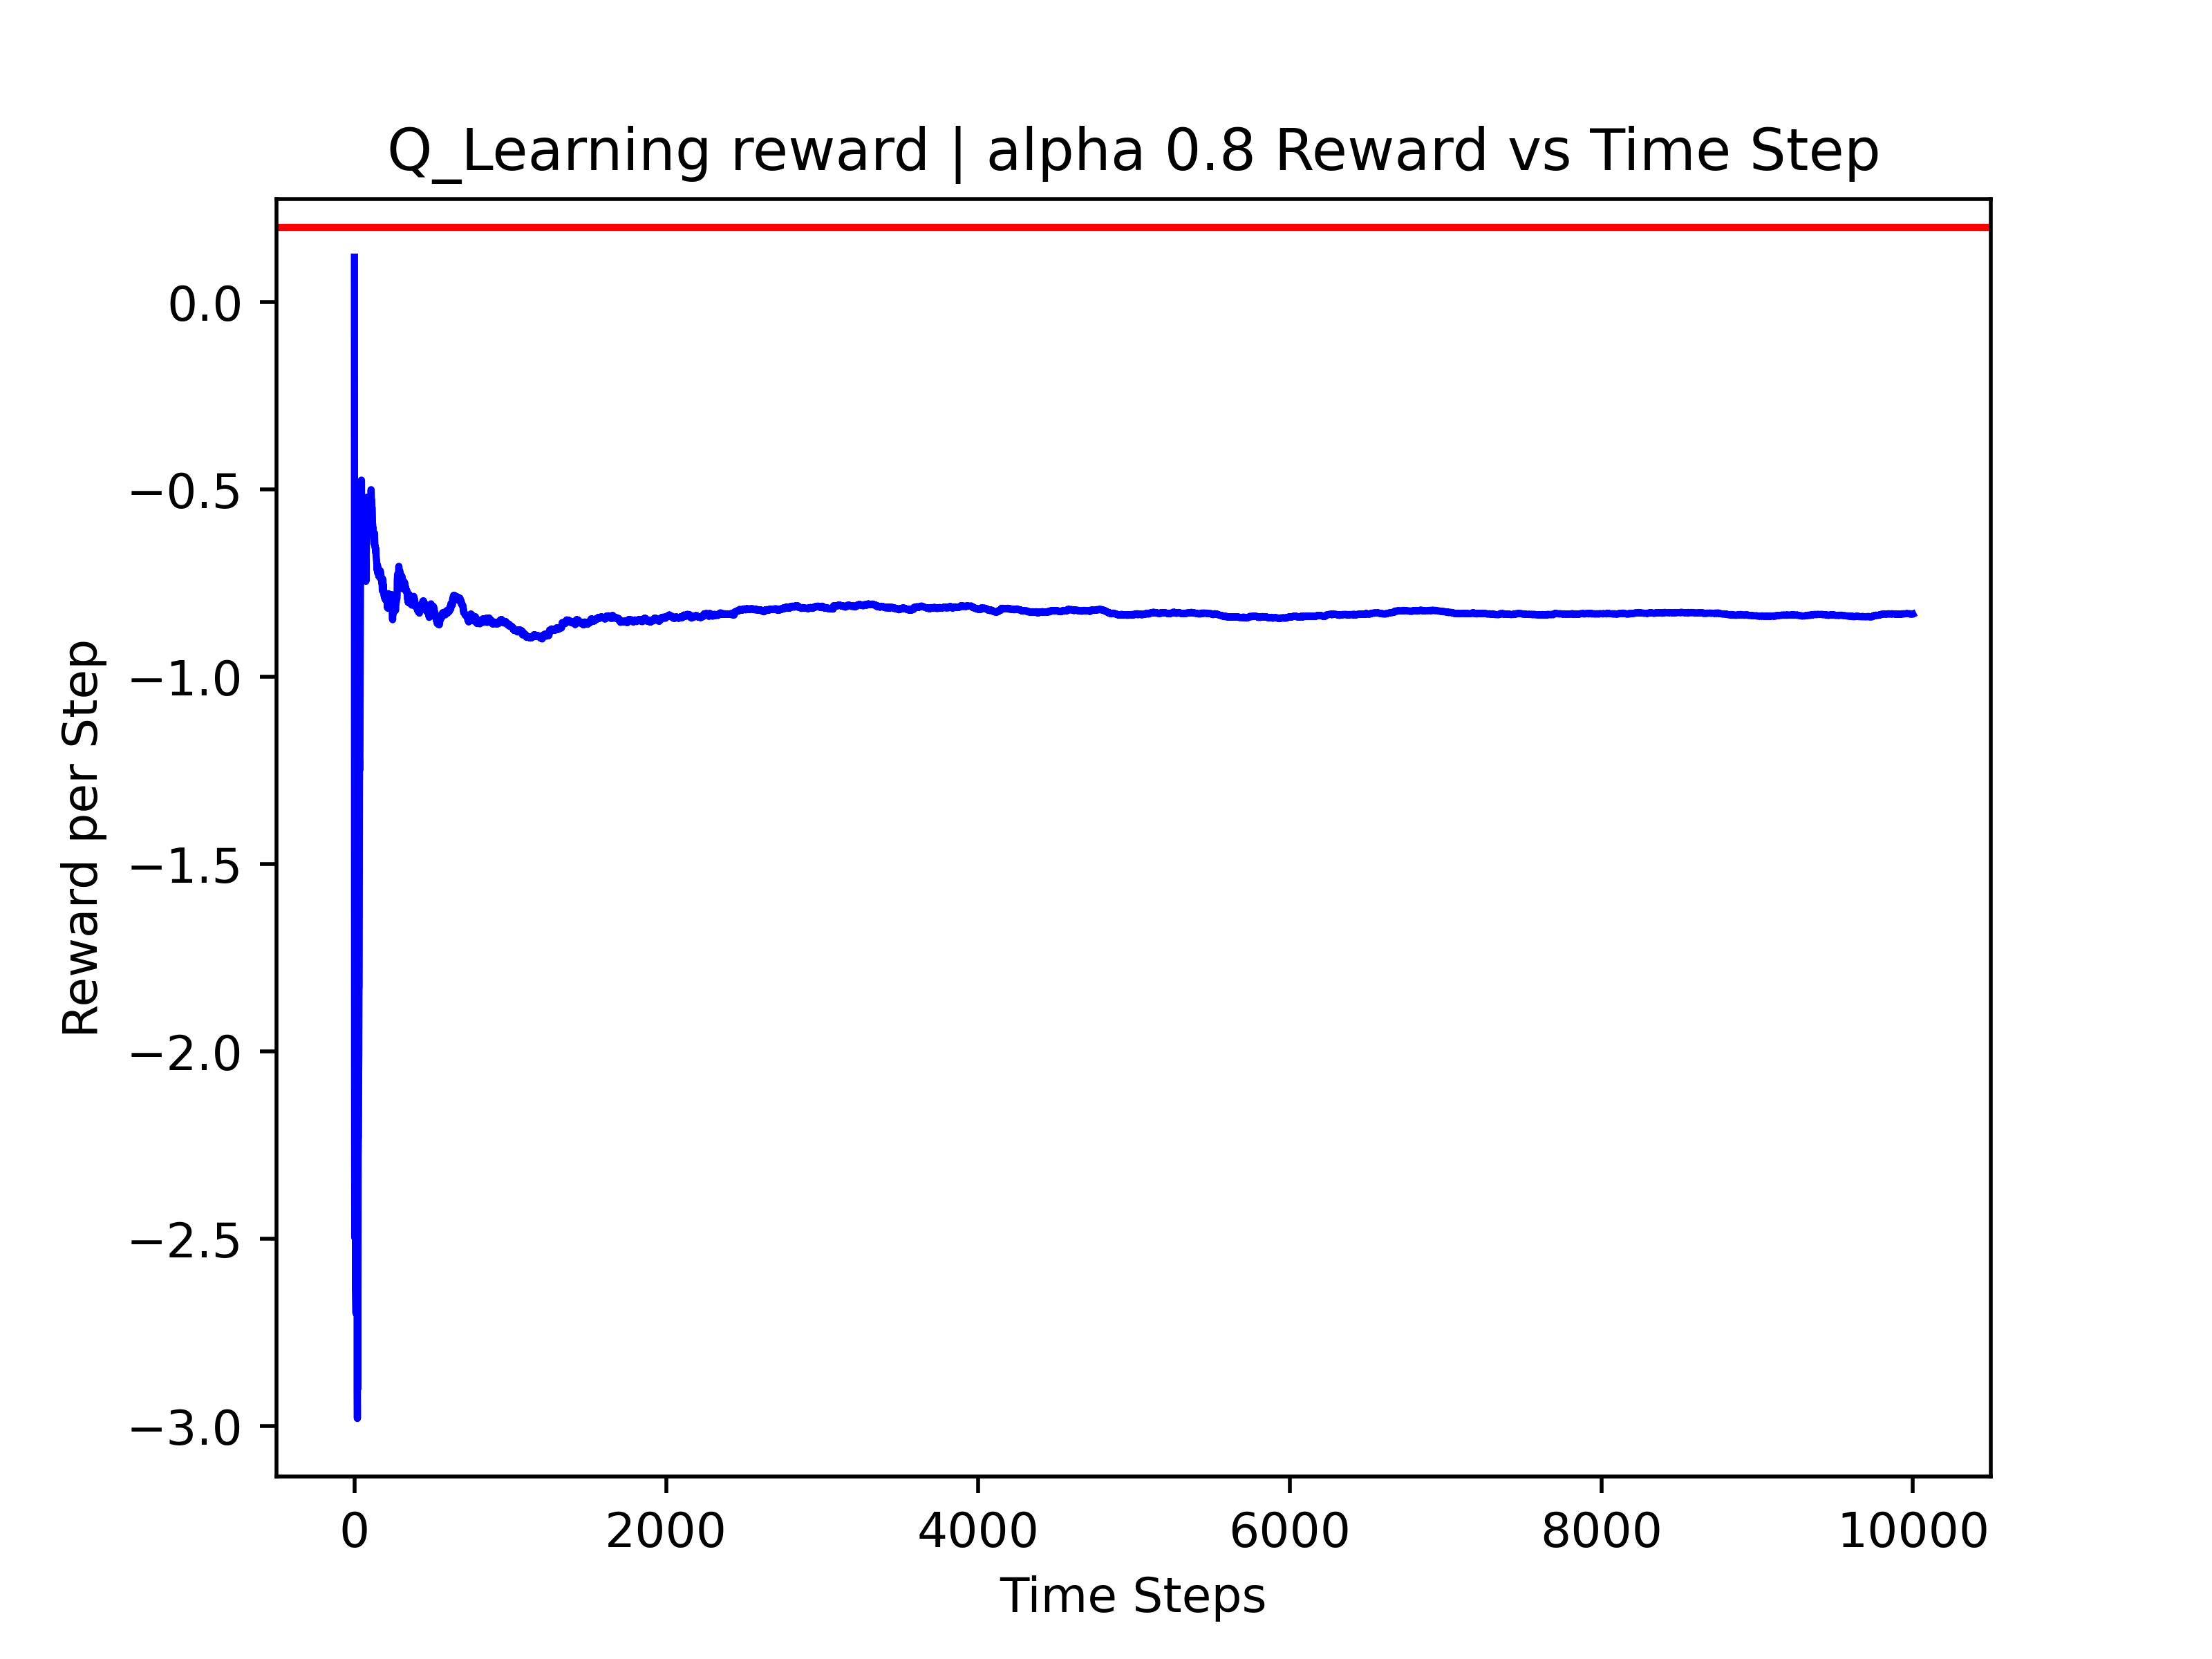 Q_Learning reward | alpha 0.8 Reward vs Time Step
0.0
−0.5
−1.0
−1.5
−2.0
−2.5
−3.0
Reward per Step
0 2000 4000 6000 8000 10000
Time Steps